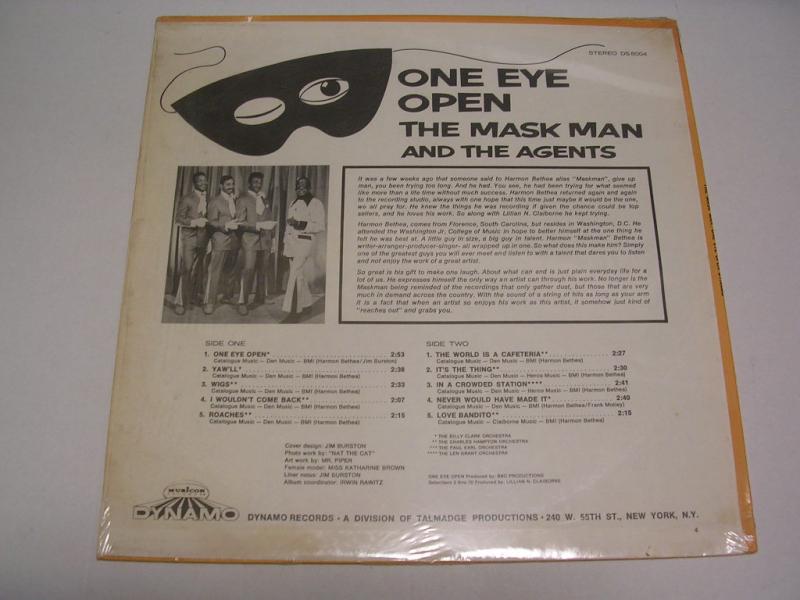 STEREO DS8004
ONE EYE
OPEN
THE MASK MAN
AND THE AGENTS
It was a few weeks ago that someone said to Harmon Bethea alias "Maskman", give up
man, you been trying too long. And he had. You see, he had been trying for what seemed
like more than a life time without much success. Harmon Bethea returned again and again
to the recording studio, always with one hope that this time just maybe it would be the one,
we all pray for. He knew the things he was recording if given the chance could be top
sellers, and he loves his work. So along with Lillian N. Claiborne he kept trying.
Harmon Bethea, comes from Florence, South Carolina, but resides in Washington, D.C. He
attended the Washington Jr, College of Music in hope to better himself at the one thing he
felt he was best at. A little guy in size, a big guy in talent. Harmon "Maskman" Bethea is
writer-arranger-producer-singer- all wrapped up in one. So what does this make him? Simply
one of the greatest guys you will ever meet and listen to with a talent that dares you to listen
and not enjoy the work of a great artist.
So great is his gift to make one laugh. About what can and is just plain everyday life for a
lot of us. He expresses himself the only way an artist can through his work. No longer is the
Maskman being reminded of the recordings that only gather dust, but those that are very
much in demand across the country. With the sound of a string of hits as long as your arm
it is a fact that when an artist so enjoys his work as this artist, it somehow just kind of
"reaches out" and grabs you.
SIDE ONE
1. ONE EYE OPEN* 2:53
Catalogue Music — Den Music — BMI (Harmon Bethea/Jim Burston)
2. YAW'LL* 2:38
Catalogue Music — Den Music — BMI (Harmon Bethea)
3. WIGS** 2:33
Catalogue Music — Den Music — BMI (Harmon Bethea)
4. I WOULDN'T COME BACK** 2:07
Catalogue Music — Den Music — BMI (Harmon Bethea)
5. ROACHES** 2:15
Catalogue Music — Den Music — BMI (Harmon Bethea)
SIDE TWO
1. THE WORLD IS A CAFETERIA** 2:27
Catalogue Music — Den Music — BMI (Harmon Bethea)
2. IT'S THE THING** 2:30
Catalogue Music — Den Music — Herco Music — BMI (Harmon Bethea)
3. IN A CROWDED STATION**** 2:41
Catalogue Music — Den Music — Herco Music — BMI (Harmon Bethea)
4. NEVER WOULD HAVE MADE IT* 2:40
Catalogue Music — Den Music — BMI (Harmon Bethea/Frank Motley)
5. LOVE BANDITO** 2:15
Catalogue Music — Claiborne Music — BMI (Harmon Bethea)
* THE BILLY CLARK ORCHESTRA
** THE CHARLES HAMPTON ORCHESTRA
*** THE PAUL EARL ORCHESTRA
**** THE LEN GRANT ORCHESTRA
Cover design: JIM BURSTON
Photo work by: "NAT THE CAT"
Art work by: MR. PIPER
Female model: MISS KATHARINE BROWN
Liner notes: JIM BURSTON
Album coordinator: IRWIN RAWITZ
ONE EYE OPEN Produced by: BRC PRODUCTIONS
Selections 2 thru 10 Produced by: LILLIAN N. CLAIBORNE
MUSICOR
DYNAMO
DYNAMO RECORDS • A DIVISION OF TALMADGE PRODUCTIONS • 240 W. 55TH ST., NEW YORK, N.Y.
4